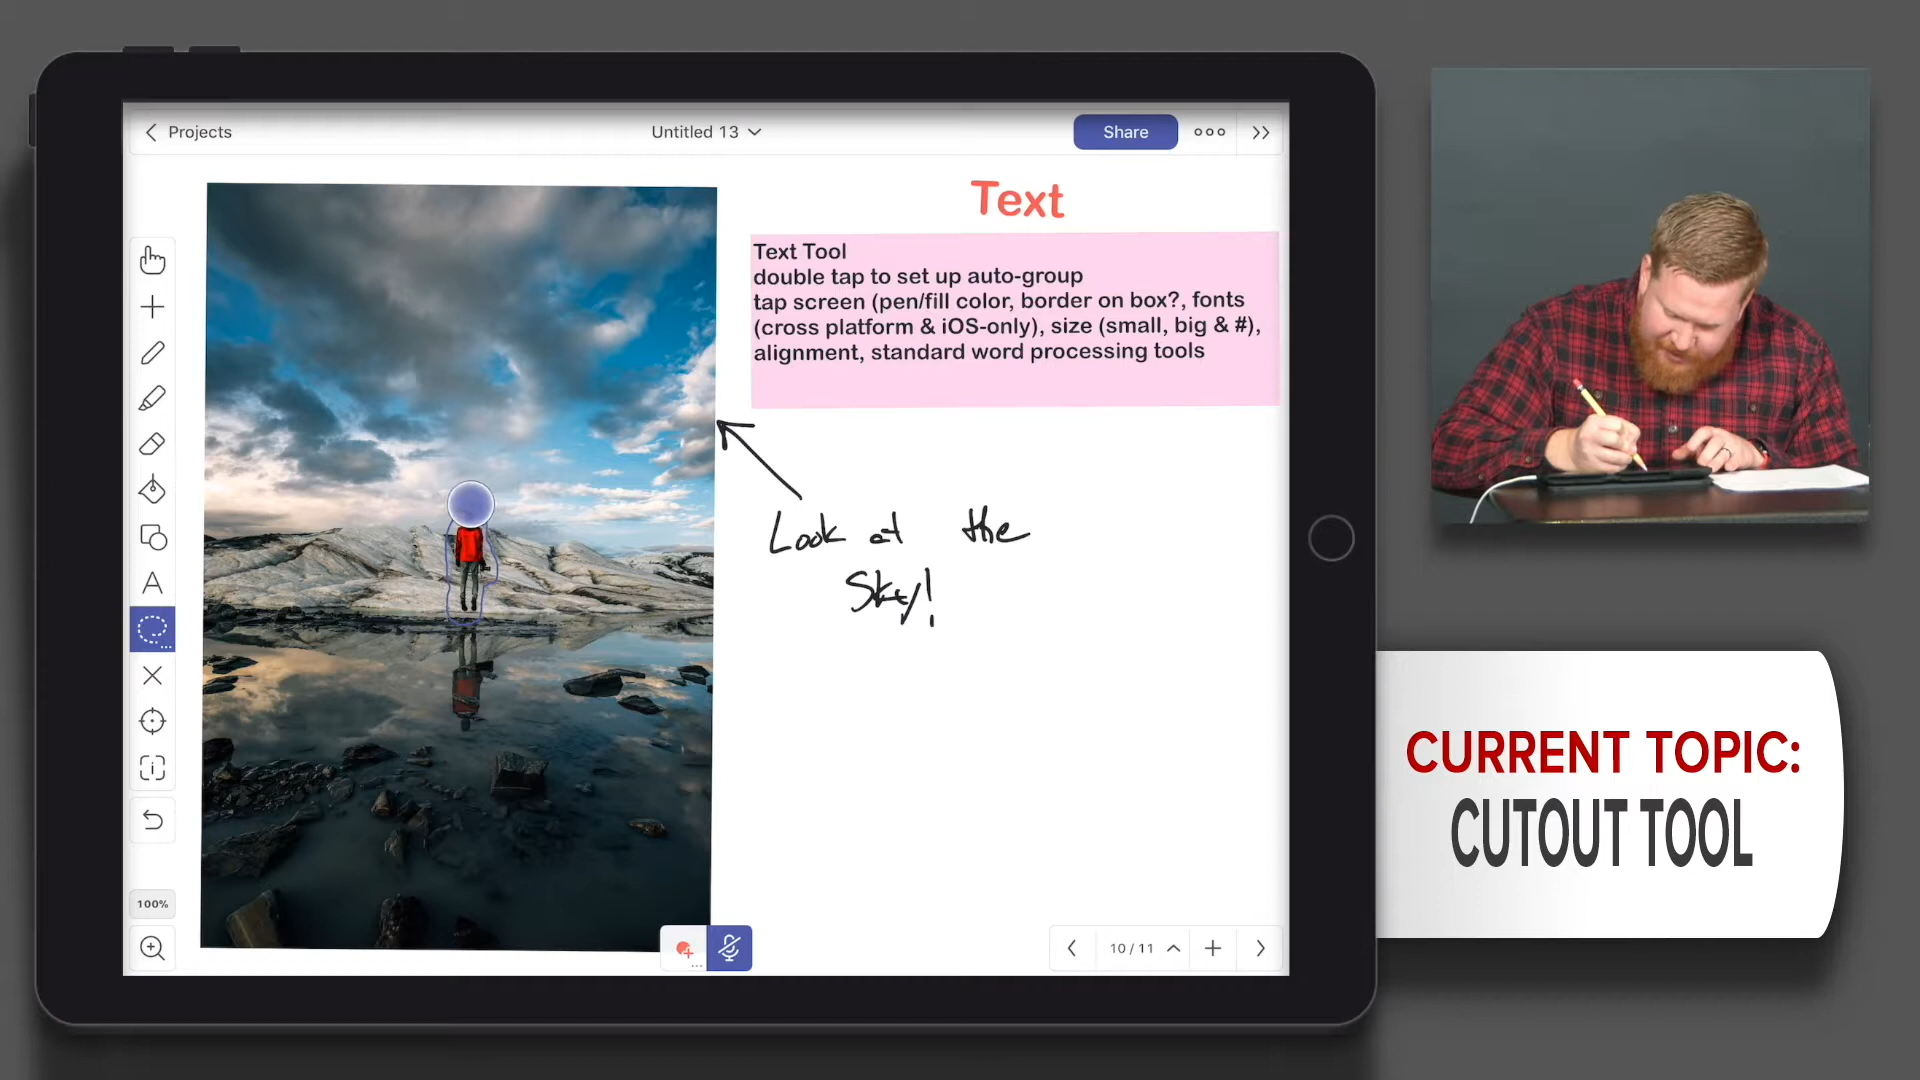 Projects
Untitled 13
Share
Text
Text Tool
double tap to set up auto-group
tap screen (pen/fill color, border on box?, fonts
(cross platform & iOS-only), size (small, big & #),
alignment, standard word processing tools
Look at the
Sky!
A
100%
10 / 11
CURRENT TOPIC:
CUTOUT TOOL